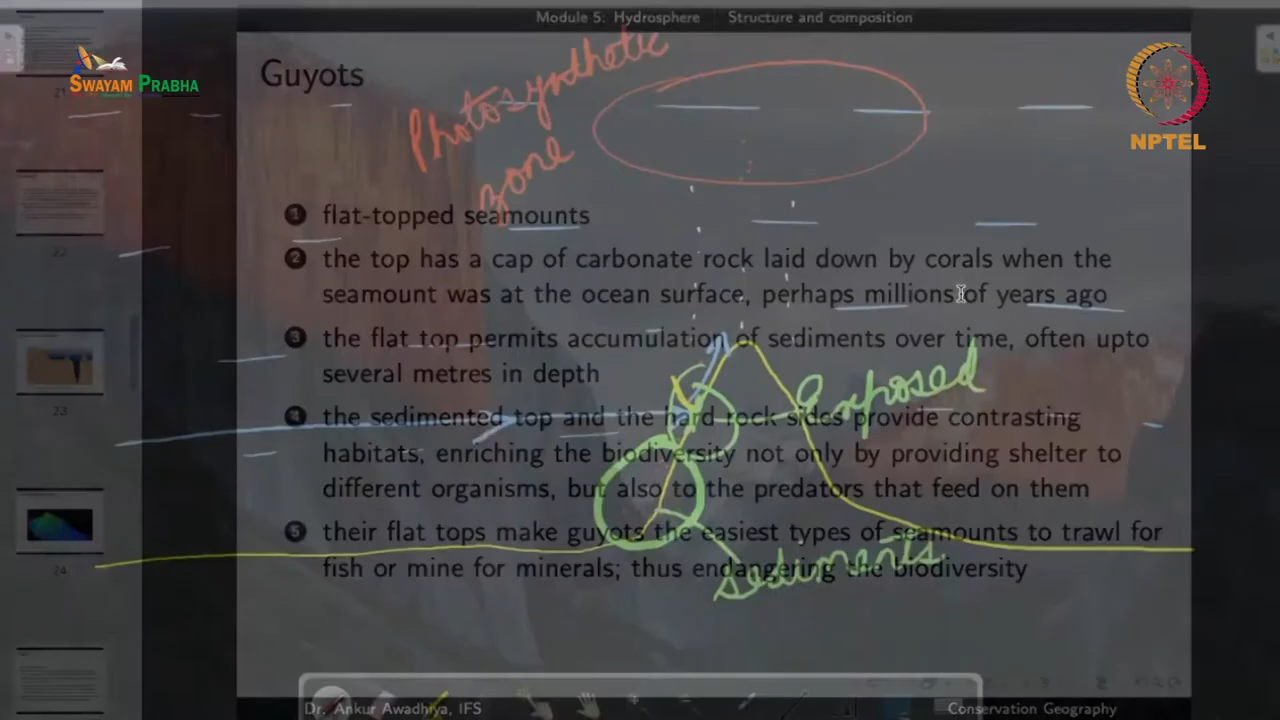 Module 5: Hydrosphere Structure and composition
SWAYAM PRABHA
NPTEL
Guyots
Photosynthetic
zone
1 flat-topped seamounts
2 the top has a cap of carbonate rock laid down by corals when the
seamount was at the ocean surface, perhaps millions of years ago
3 the flat top permits accumulation of sediments over time, often upto
several metres in depth
Exposed
4 the sedimented top and the hard rock sides provide contrasting
habitats, enriching the biodiversity not only by providing shelter to
different organisms, but also to the predators that feed on them
5 their flat tops make guyots the easiest types of seamounts to trawl for
fish or mine for minerals; thus endangering the biodiversity
Sediments
21
22
23
24
Dr. Ankur Awadhiya, IFS Conservation Geography